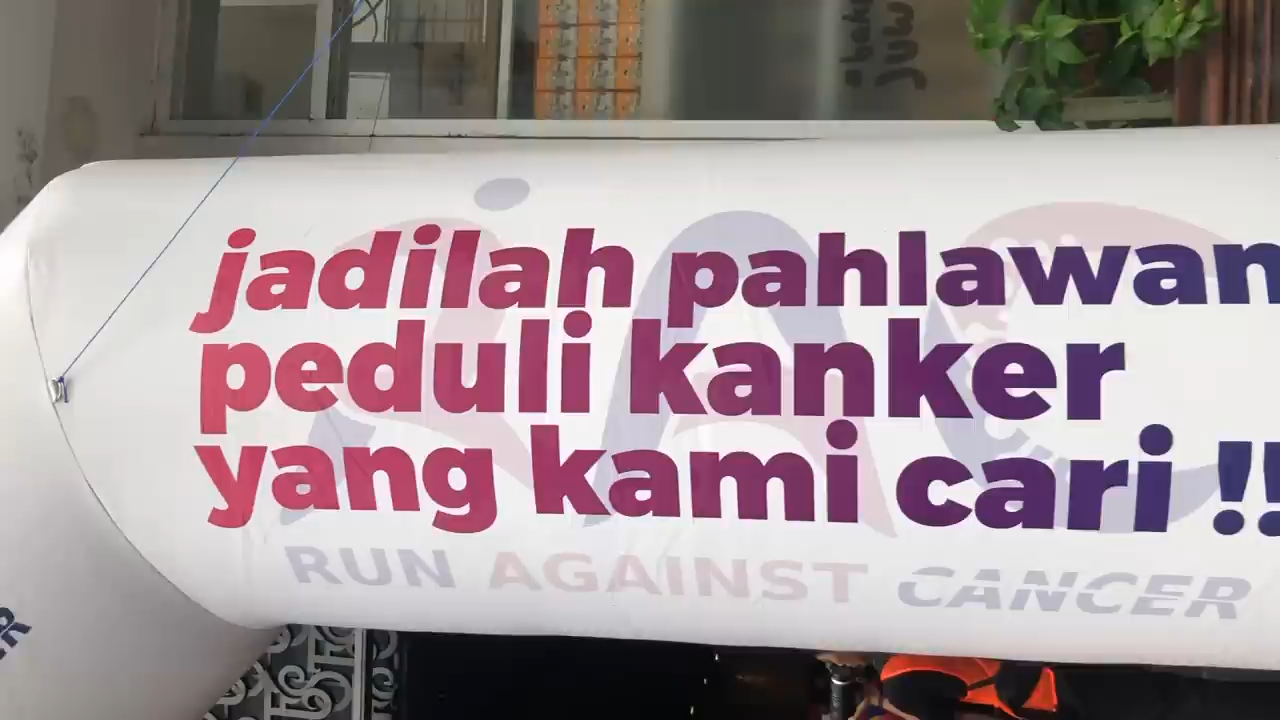 jadilah pahlawan
peduli kanker
yang kami cari !!
RUN AGAINST CANCER